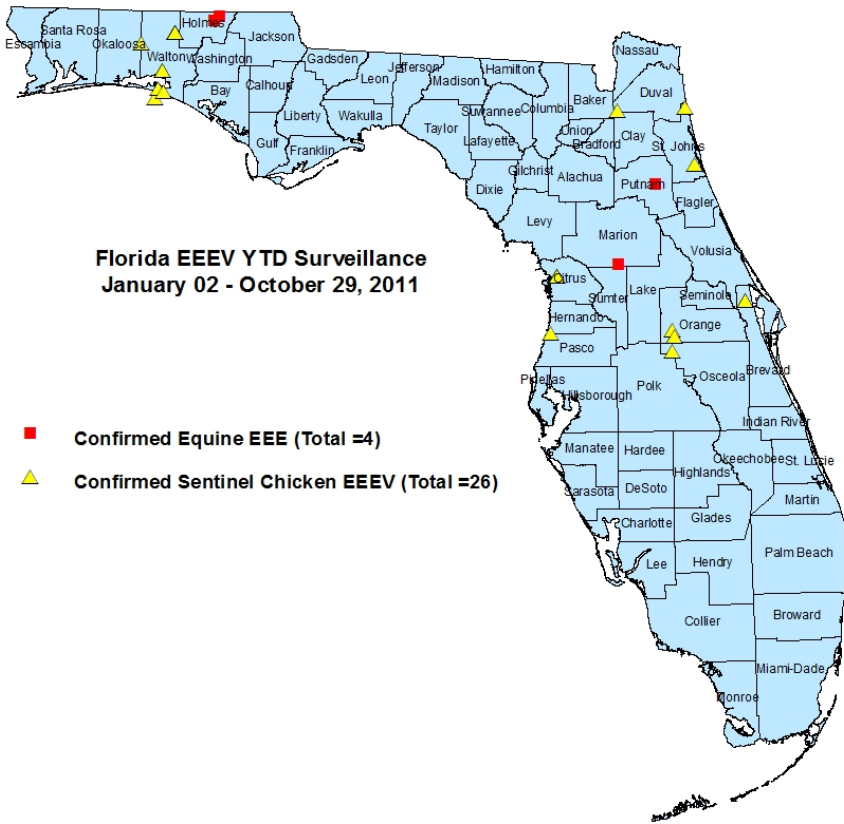 Holmes
Santa Rosa
Jackson
Escambia
Okaloosa
Walton
Washington
Gadsden
Jefferson
Hamilton
Nassau
Leon
Madison
Bay
Calhoun
Baker
Duval
Columbia
Suwannee
Liberty
Wakulla
Taylor
Union
Clay
Bradford
St. Johns
Lafayette
Gulf
Franklin
Gilchrist
Alachua
Putnam
Dixie
Flagler
Levy
Marion
Volusia
Florida EEEV YTD Surveillance
January 02 - October 29, 2011
Citrus
Lake
Sumter
Seminole
Hernando
Orange
Pasco
Osceola
Brevard
Pinellas
Hillsborough
Polk
Indian River
Confirmed Equine EEE (Total =4)
Manatee
Hardee
Okeechobee
St. Lucie
Highlands
Confirmed Sentinel Chicken EEEV (Total =26)
Sarasota
DeSoto
Martin
Charlotte
Glades
Palm Beach
Lee
Hendry
Broward
Collier
Miami-Dade
Monroe